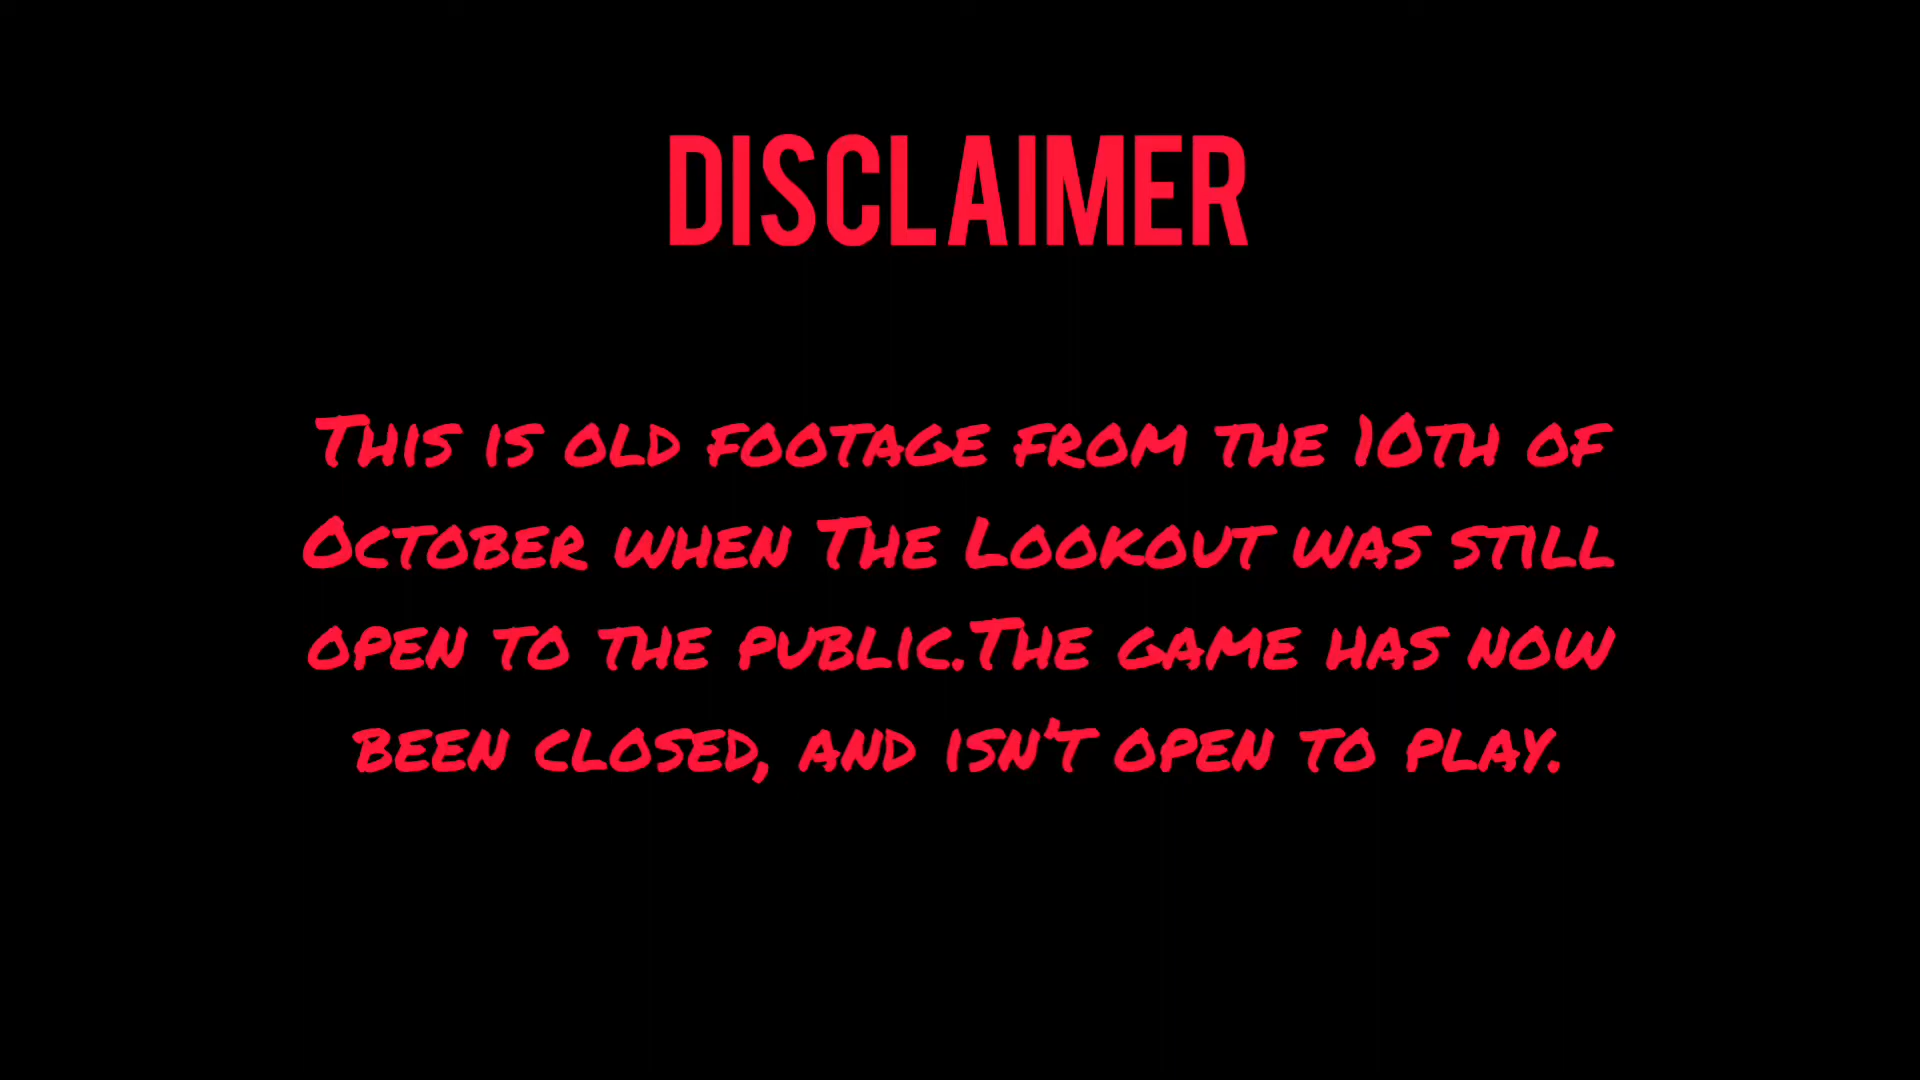 DISCLAIMER
This is old footage from the 10th of
October when The Lookout was still
open to the public.The game has now
been closed, and isn't open to play.